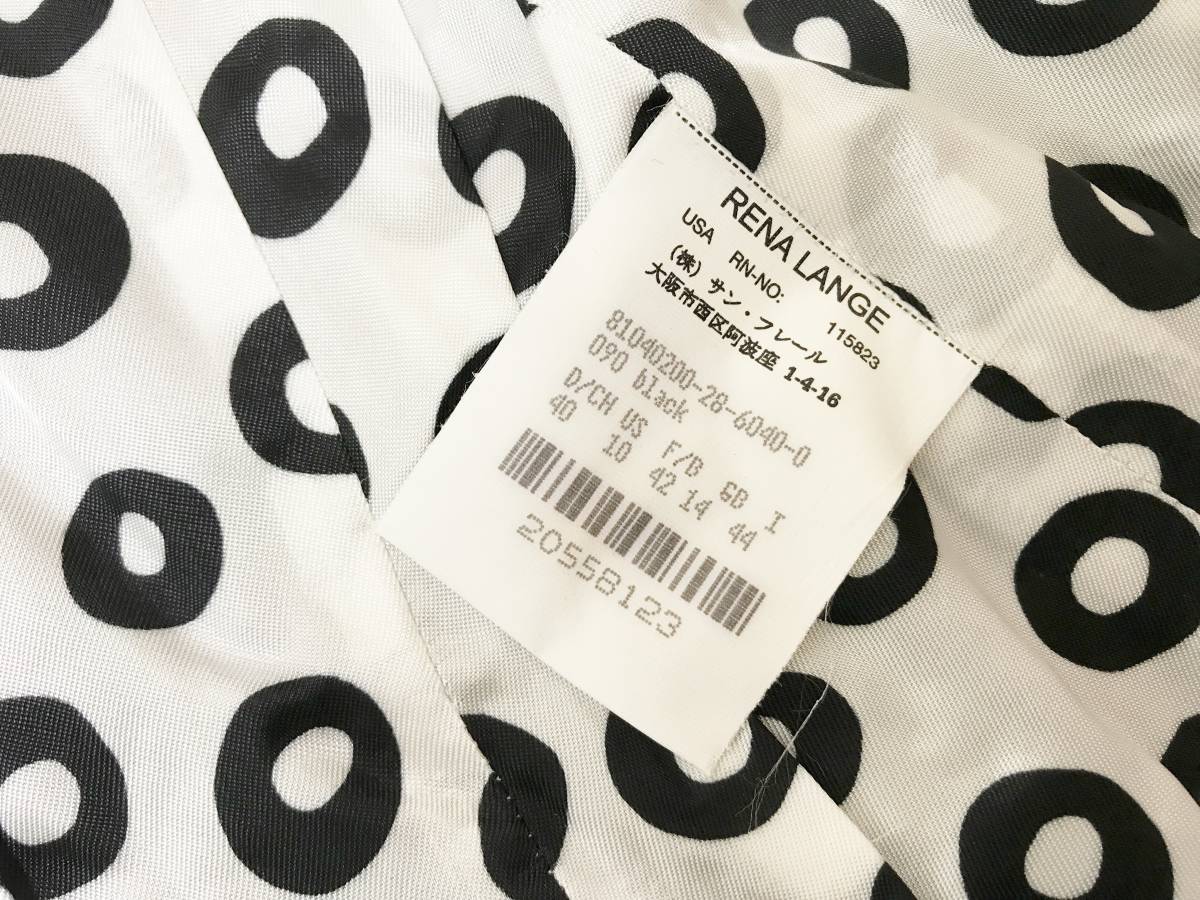 RENA LANGE
USA RN-NO: 115823
(株) サン・フレール
大阪市西区阿波座 1-4-16
81040200-28-6040-0
090 black
D/CH US F/B GB I
40 10 42 14 44
20558123